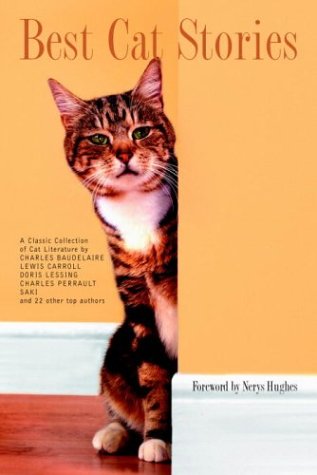 Best Cat Stories
A Classic Collection
of Cat Literature by
CHARLES BAUDELAIRE
LEWIS CARROLL
DORIS LESSING
CHARLES PERRAULT
SAKI
and 22 other top authors
Foreword by Nerys Hughes